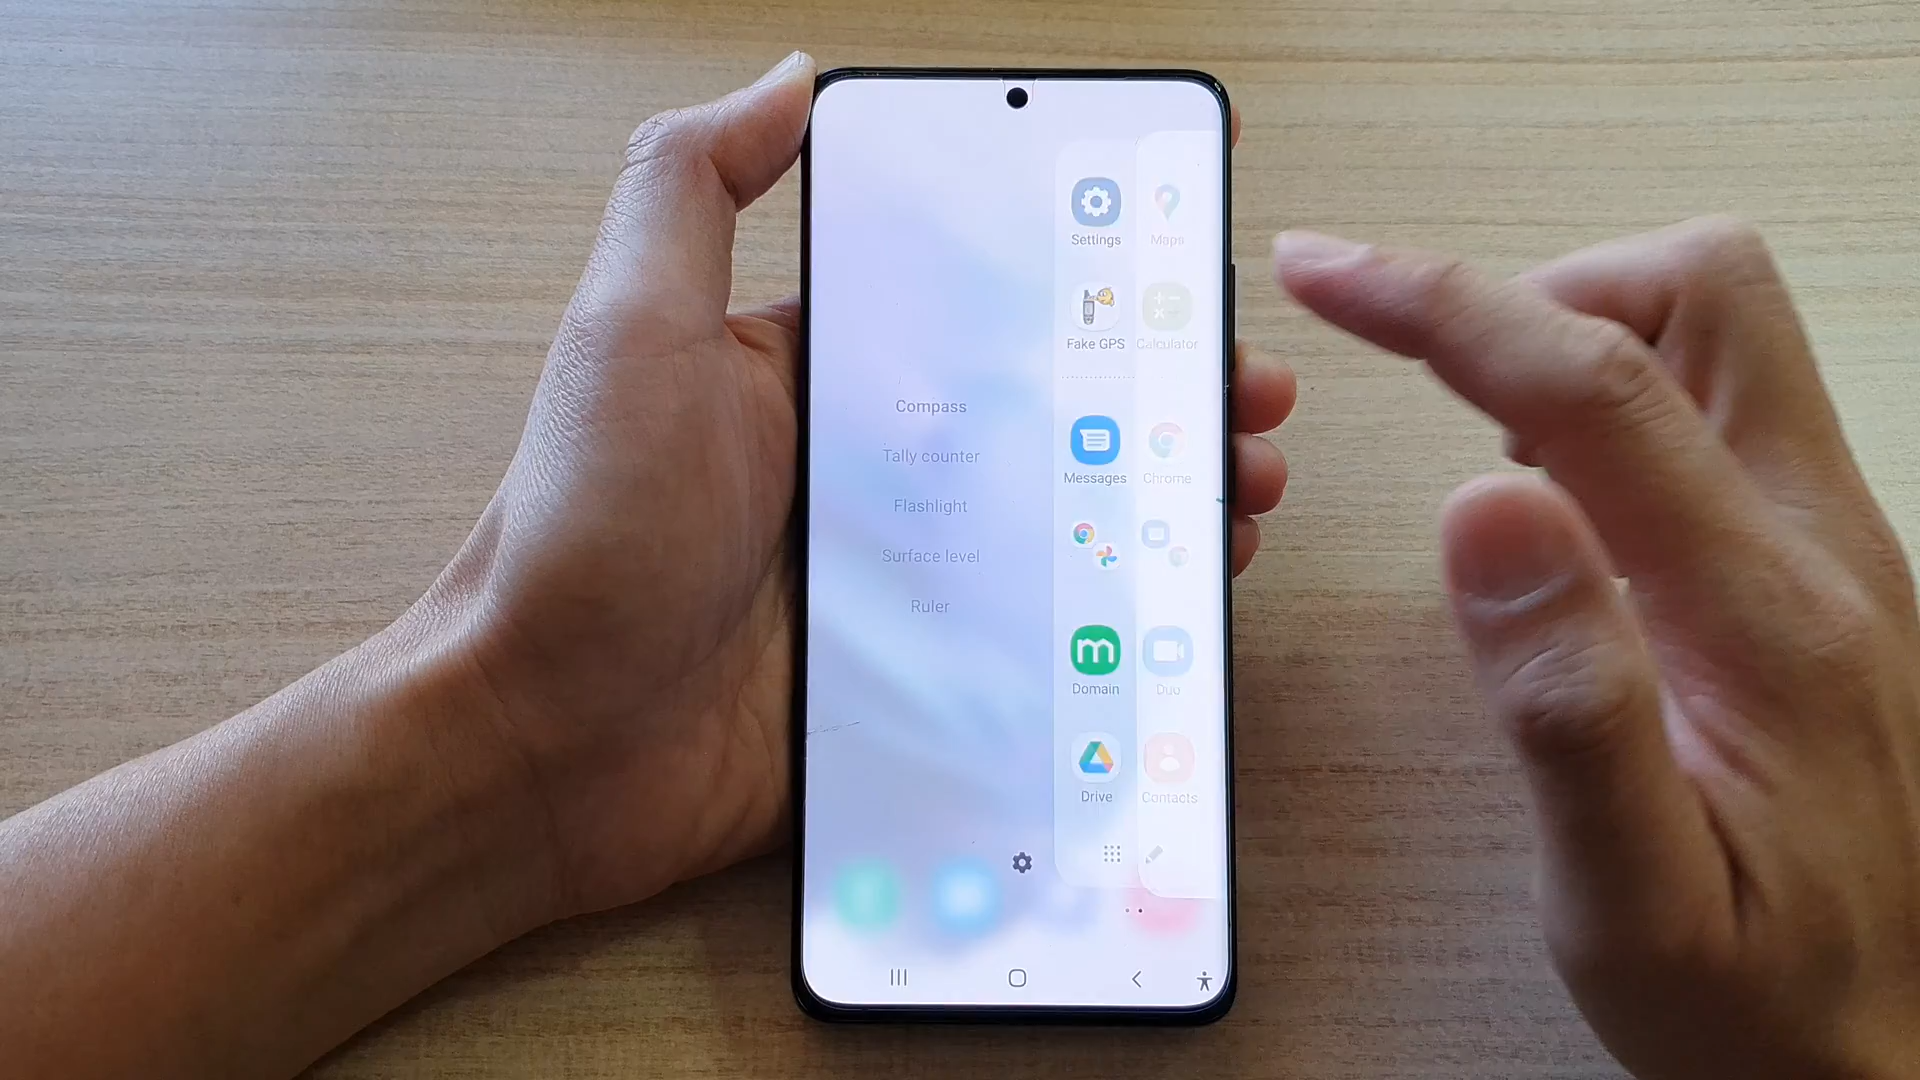 Settings
Maps
Fake GPS
Calculator
Compass
Tally counter
Flashlight
Surface level
Ruler
Messages
Chrome
m
Domain
Duo
Drive
Contacts